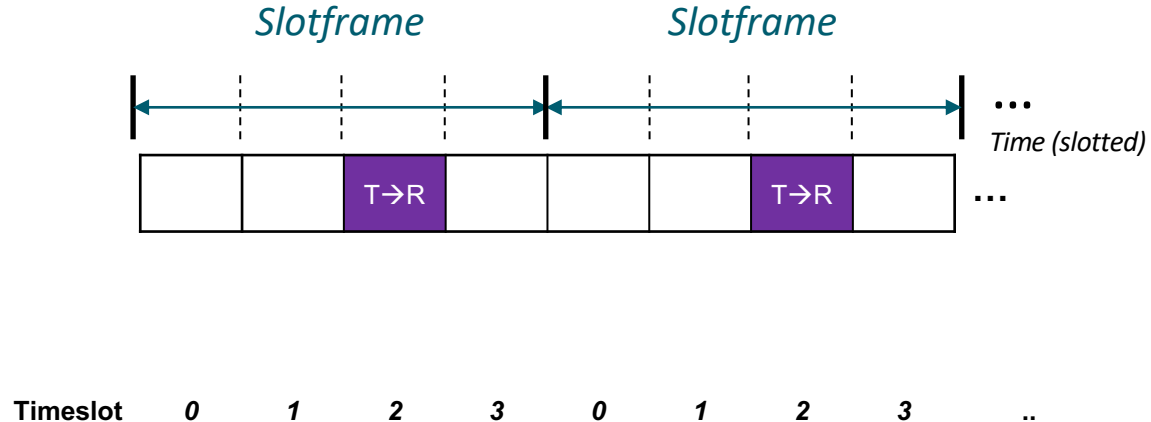 Slotframe Slotframe
...
Time (slotted)
T→R T→R ...
Timeslot 0 1 2 3 0 1 2 3 ..